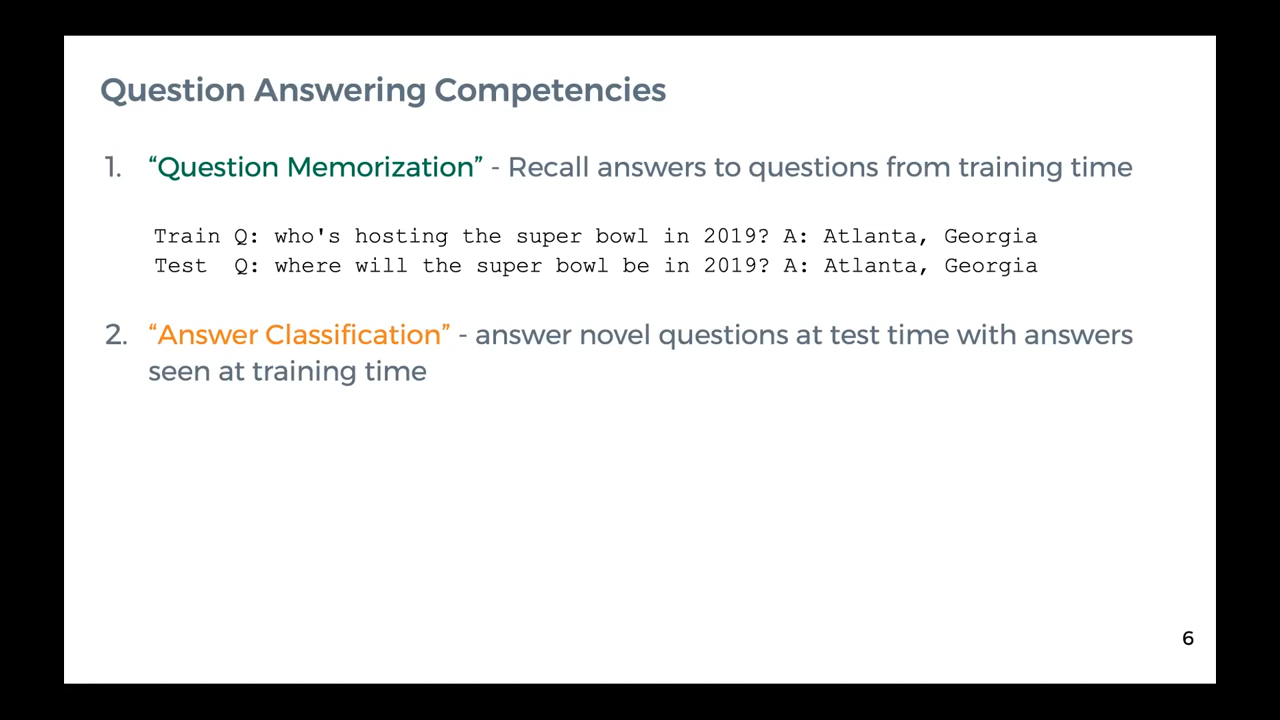 Question Answering Competencies
1. “Question Memorization” - Recall answers to questions from training time
Train Q: who's hosting the super bowl in 2019? A: Atlanta, Georgia
Test  Q: where will the super bowl be in 2019? A: Atlanta, Georgia
2. “Answer Classification” - answer novel questions at test time with answers
seen at training time
6